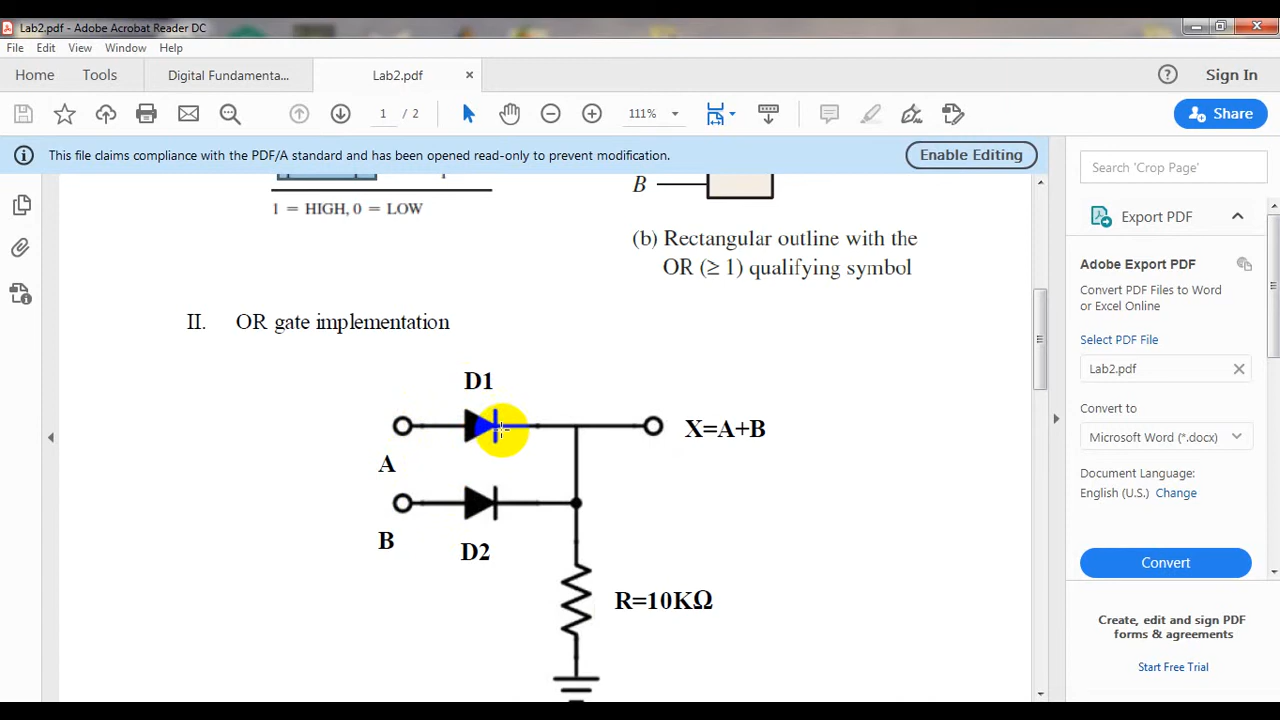 Lab2.pdf - Adobe Acrobat Reader DC
File Edit View Window Help
Home Tools Digital Fundamenta... Lab2.pdf × Sign In
1 / 2 111% Share
This file claims compliance with the PDF/A standard and has been opened read-only to prevent modification. Enable Editing
Search 'Crop Page'
1 = HIGH, 0 = LOW
B
(b) Rectangular outline with the
OR (≥ 1) qualifying symbol
II. OR gate implementation
D1
A
X=A+B
B
D2
R=10KΩ
Export PDF
Adobe Export PDF
Convert PDF Files to Word
or Excel Online
Select PDF File
Lab2.pdf
Convert to
Microsoft Word (*.docx)
Document Language:
English (U.S.) Change
Convert
Create, edit and sign PDF
forms & agreements
Start Free Trial